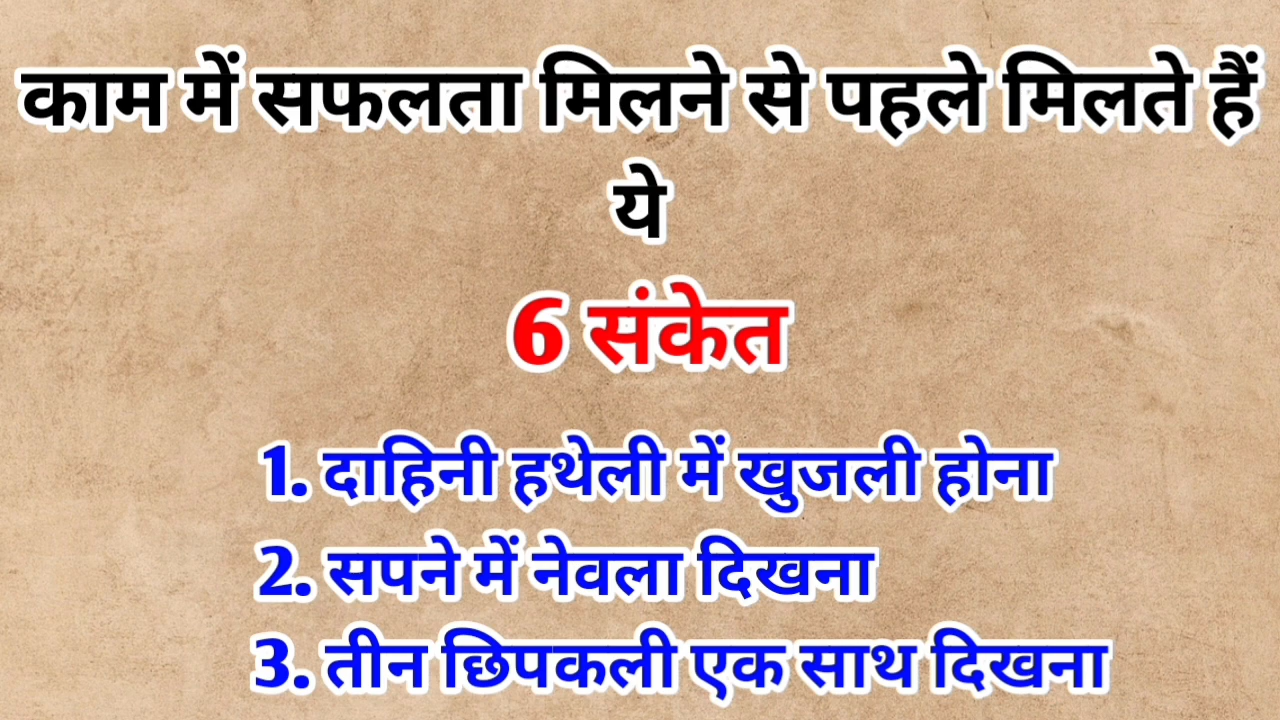 काम में सफलता मिलने से पहले मिलते हैं
ये
6 संकेत
1. दाहिनी हथेली में खुजली होना
2. सपने में नेवला दिखना
3. तीन छिपकली एक साथ दिखना